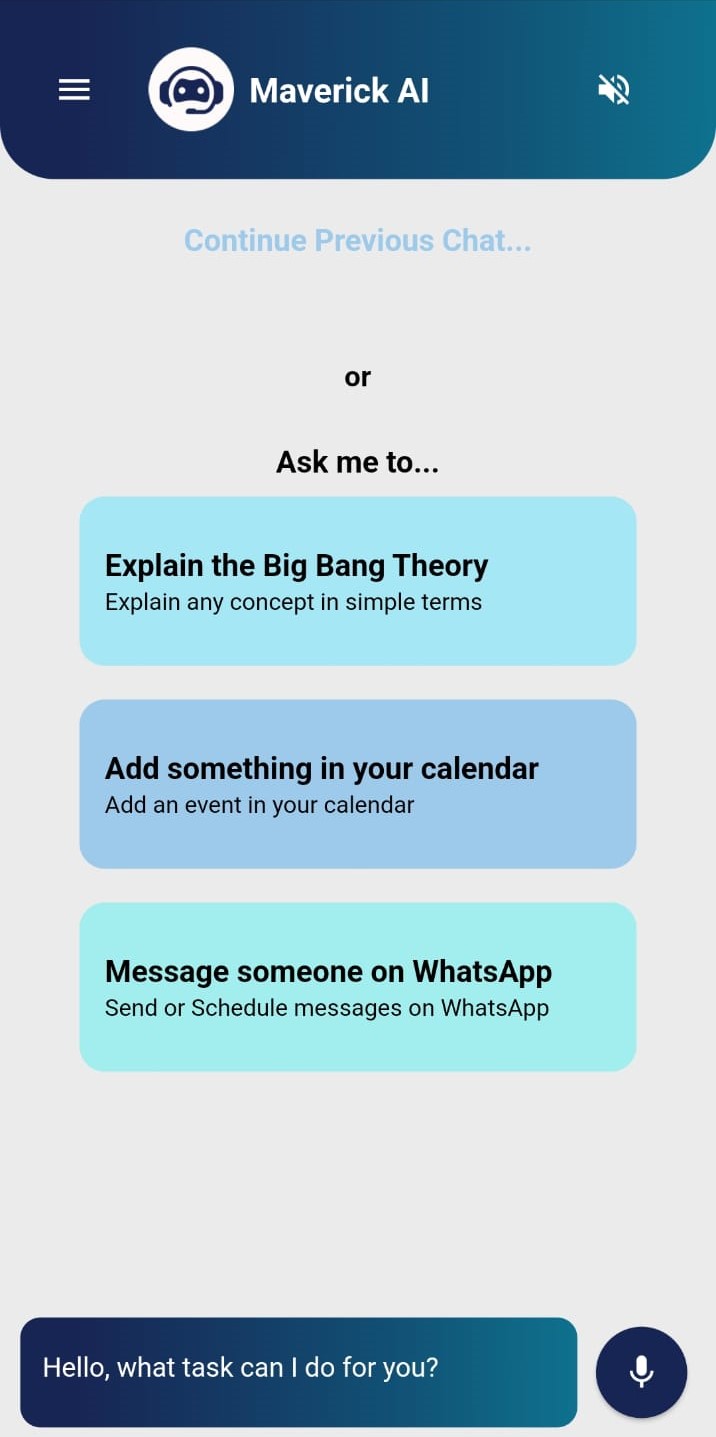 Maverick AI
Continue Previous Chat...
or
Ask me to...
Explain the Big Bang Theory
Explain any concept in simple terms
Add something in your calendar
Add an event in your calendar
Message someone on WhatsApp
Send or Schedule messages on WhatsApp
Hello, what task can I do for you?